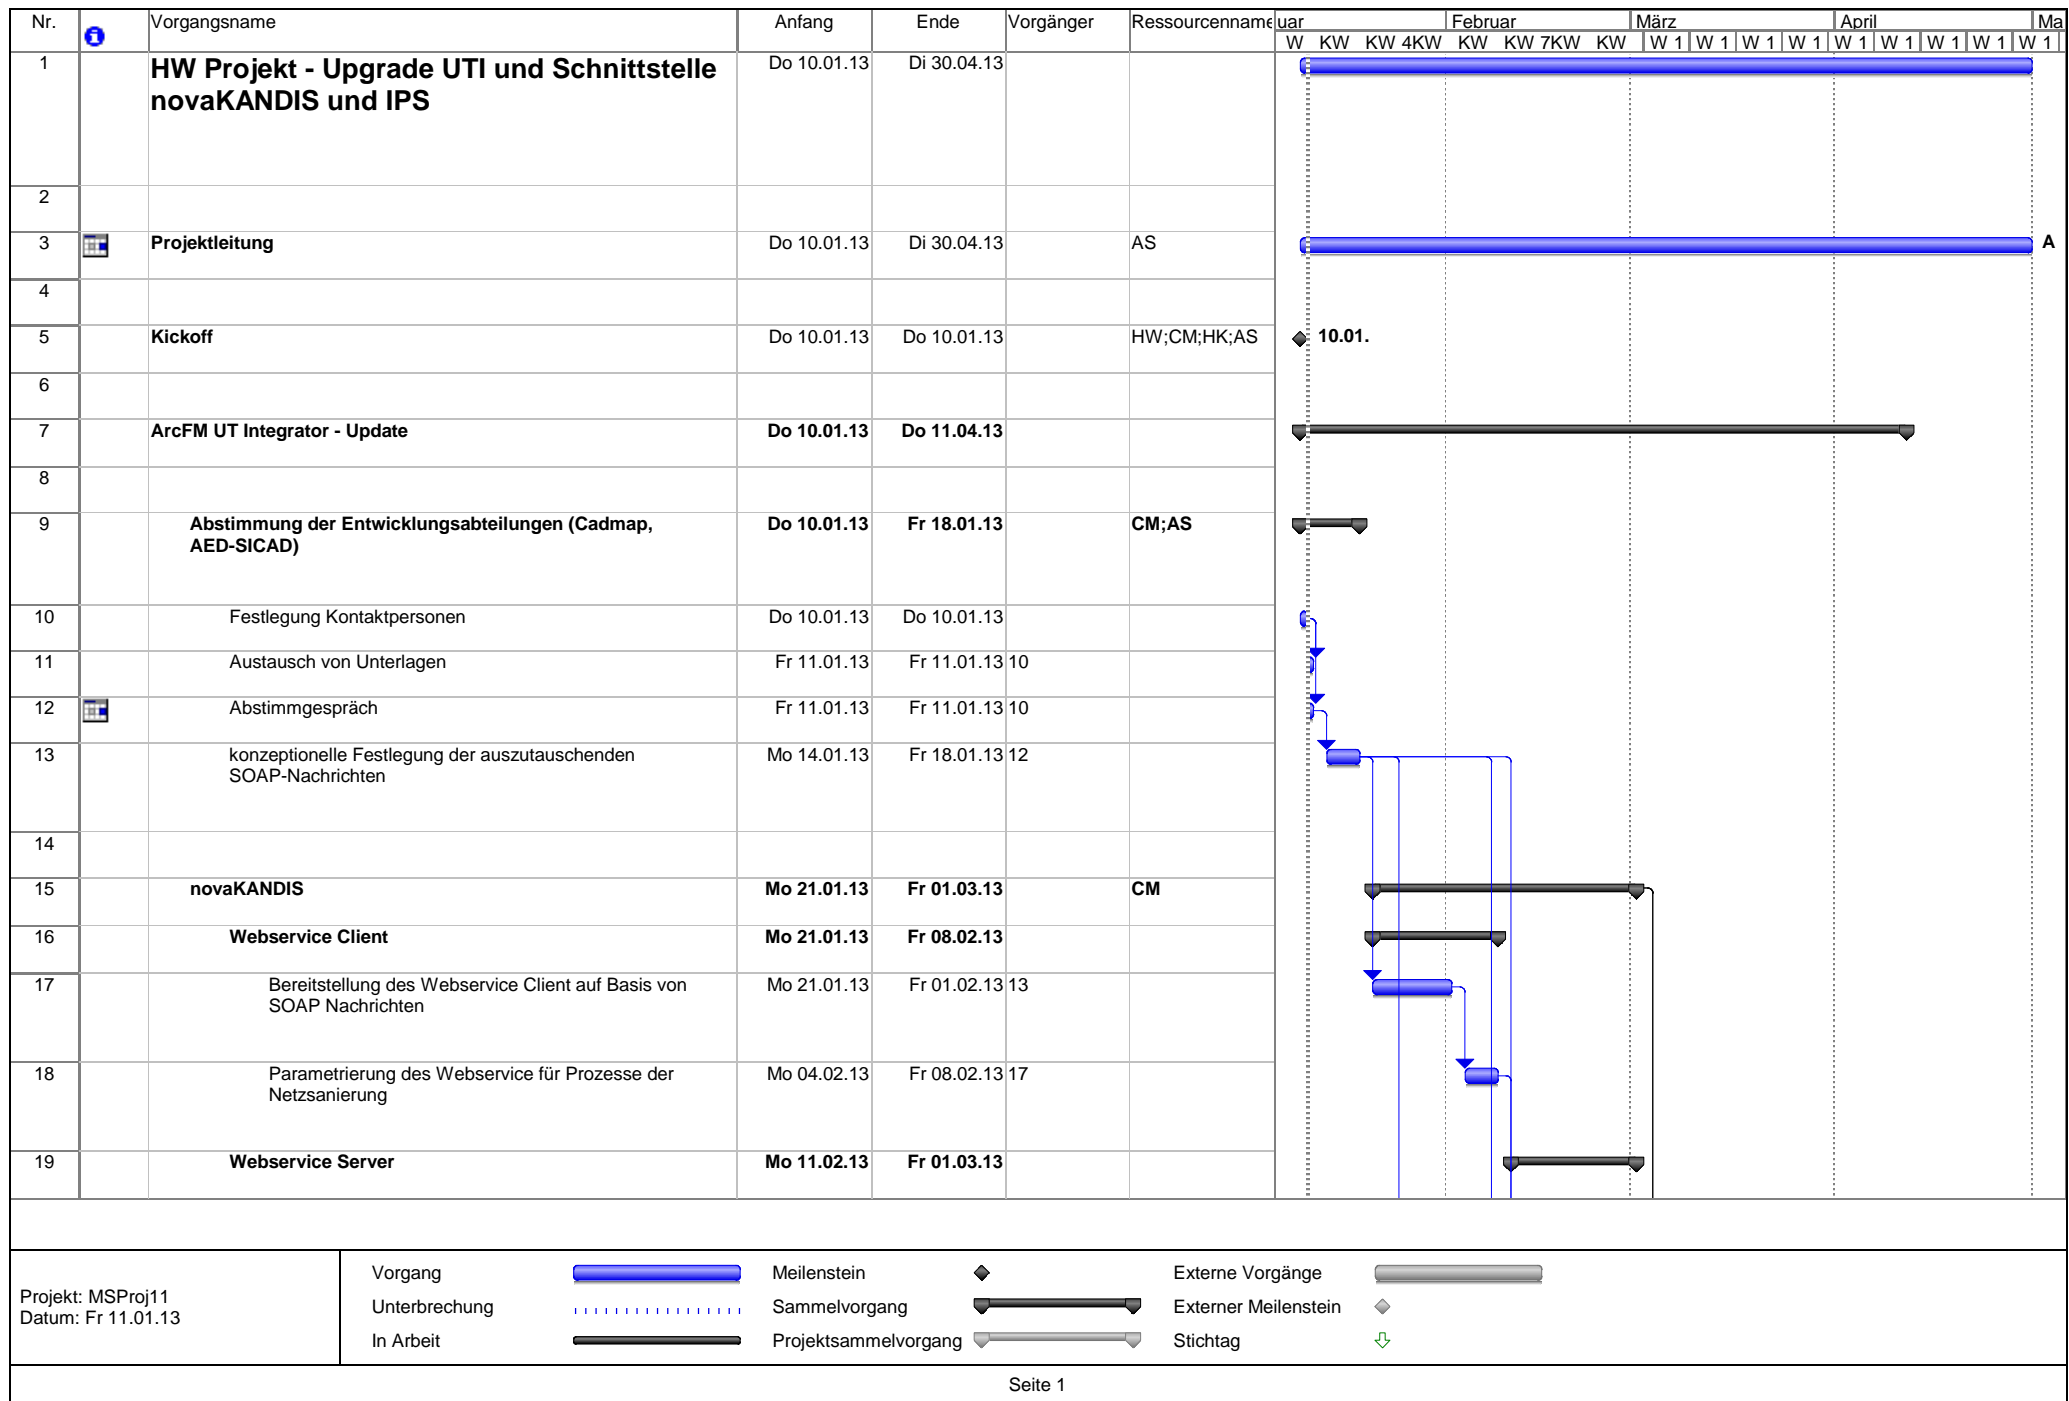 Nr. Vorgangsname Anfang Ende Vorgänger Ressourcenname uar Februar März April Ma
W KW KW 4KW KW KW 7KW KW W 1 W 1 W 1 W 1 W 1 W 1 W 1 W 1 W 1
1 HW Projekt - Upgrade UTI und Schnittstelle Do 10.01.13 Di 30.04.13
novaKANDIS und IPS
2
3 Projektleitung Do 10.01.13 Di 30.04.13 AS A
4
5 Kickoff Do 10.01.13 Do 10.01.13 HW;CM;HK;AS 10.01.
6
7 ArcFM UT Integrator - Update Do 10.01.13 Do 11.04.13
8
9 Abstimmung der Entwicklungsabteilungen (Cadmap, Do 10.01.13 Fr 18.01.13 CM;AS
AED-SICAD)
10 Festlegung Kontaktpersonen Do 10.01.13 Do 10.01.13
11 Austausch von Unterlagen Fr 11.01.13 Fr 11.01.13 10
12 Abstimmgespräch Fr 11.01.13 Fr 11.01.13 10
13 konzeptionelle Festlegung der auszutauschenden Mo 14.01.13 Fr 18.01.13 12
SOAP-Nachrichten
14
15 novaKANDIS Mo 21.01.13 Fr 01.03.13 CM
16 Webservice Client Mo 21.01.13 Fr 08.02.13
17 Bereitstellung des Webservice Client auf Basis von Mo 21.01.13 Fr 01.02.13 13
SOAP Nachrichten
18 Parametrierung des Webservice für Prozesse der Mo 04.02.13 Fr 08.02.13 17
Netzsanierung
19 Webservice Server Mo 11.02.13 Fr 01.03.13
Projekt: MSProj11
Datum: Fr 11.01.13
Vorgang Meilenstein Externe Vorgänge
Unterbrechung Sammelvorgang Externer Meilenstein
In Arbeit Projektsammelvorgang Stichtag
Seite 1